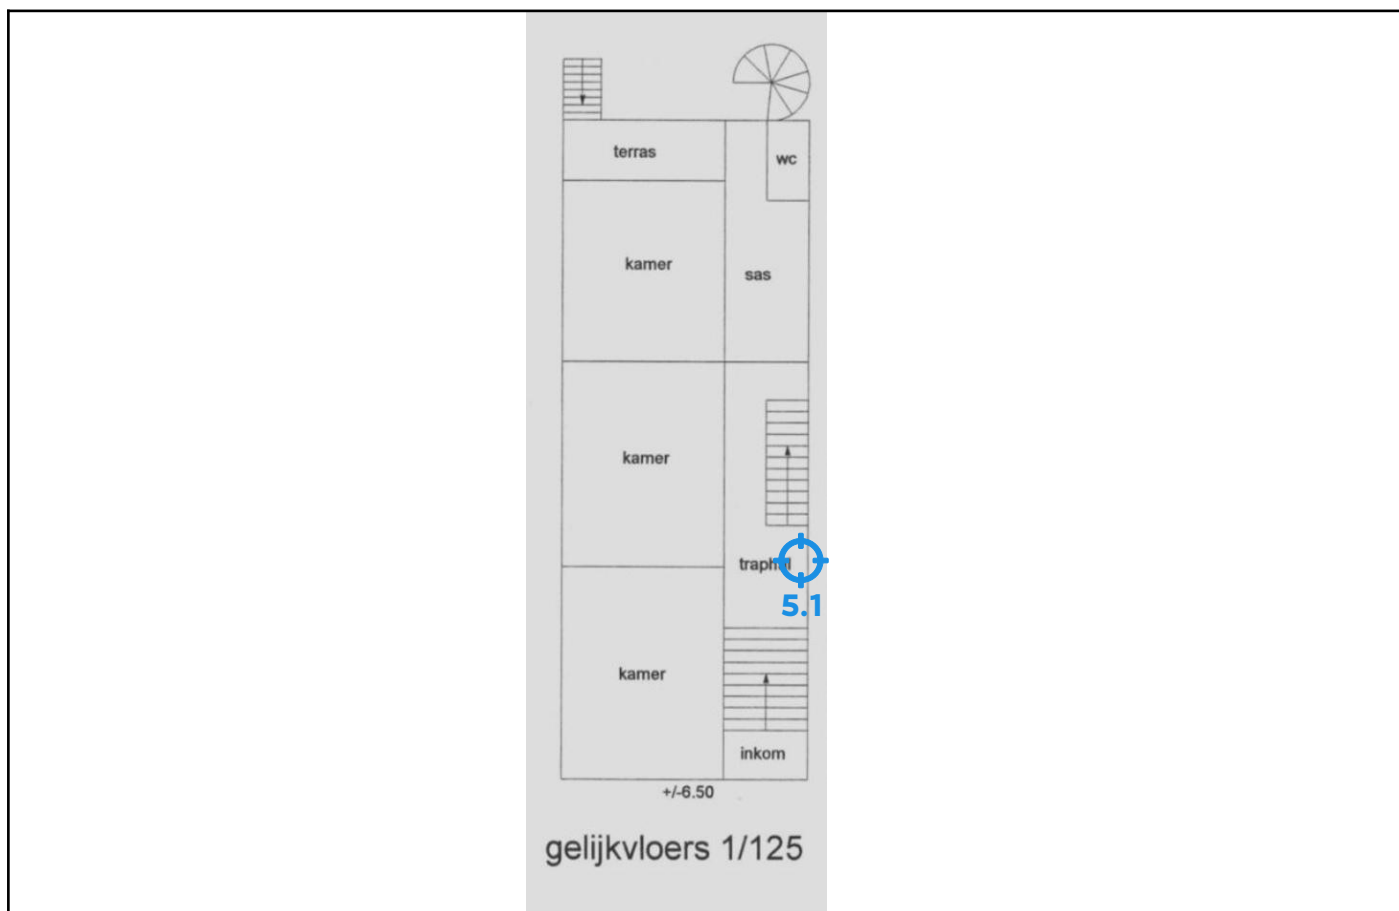 terras
wc
kamer
sas
kamer
5.1
kamer
inkom
+/-6.50
gelijkvloers 1/125